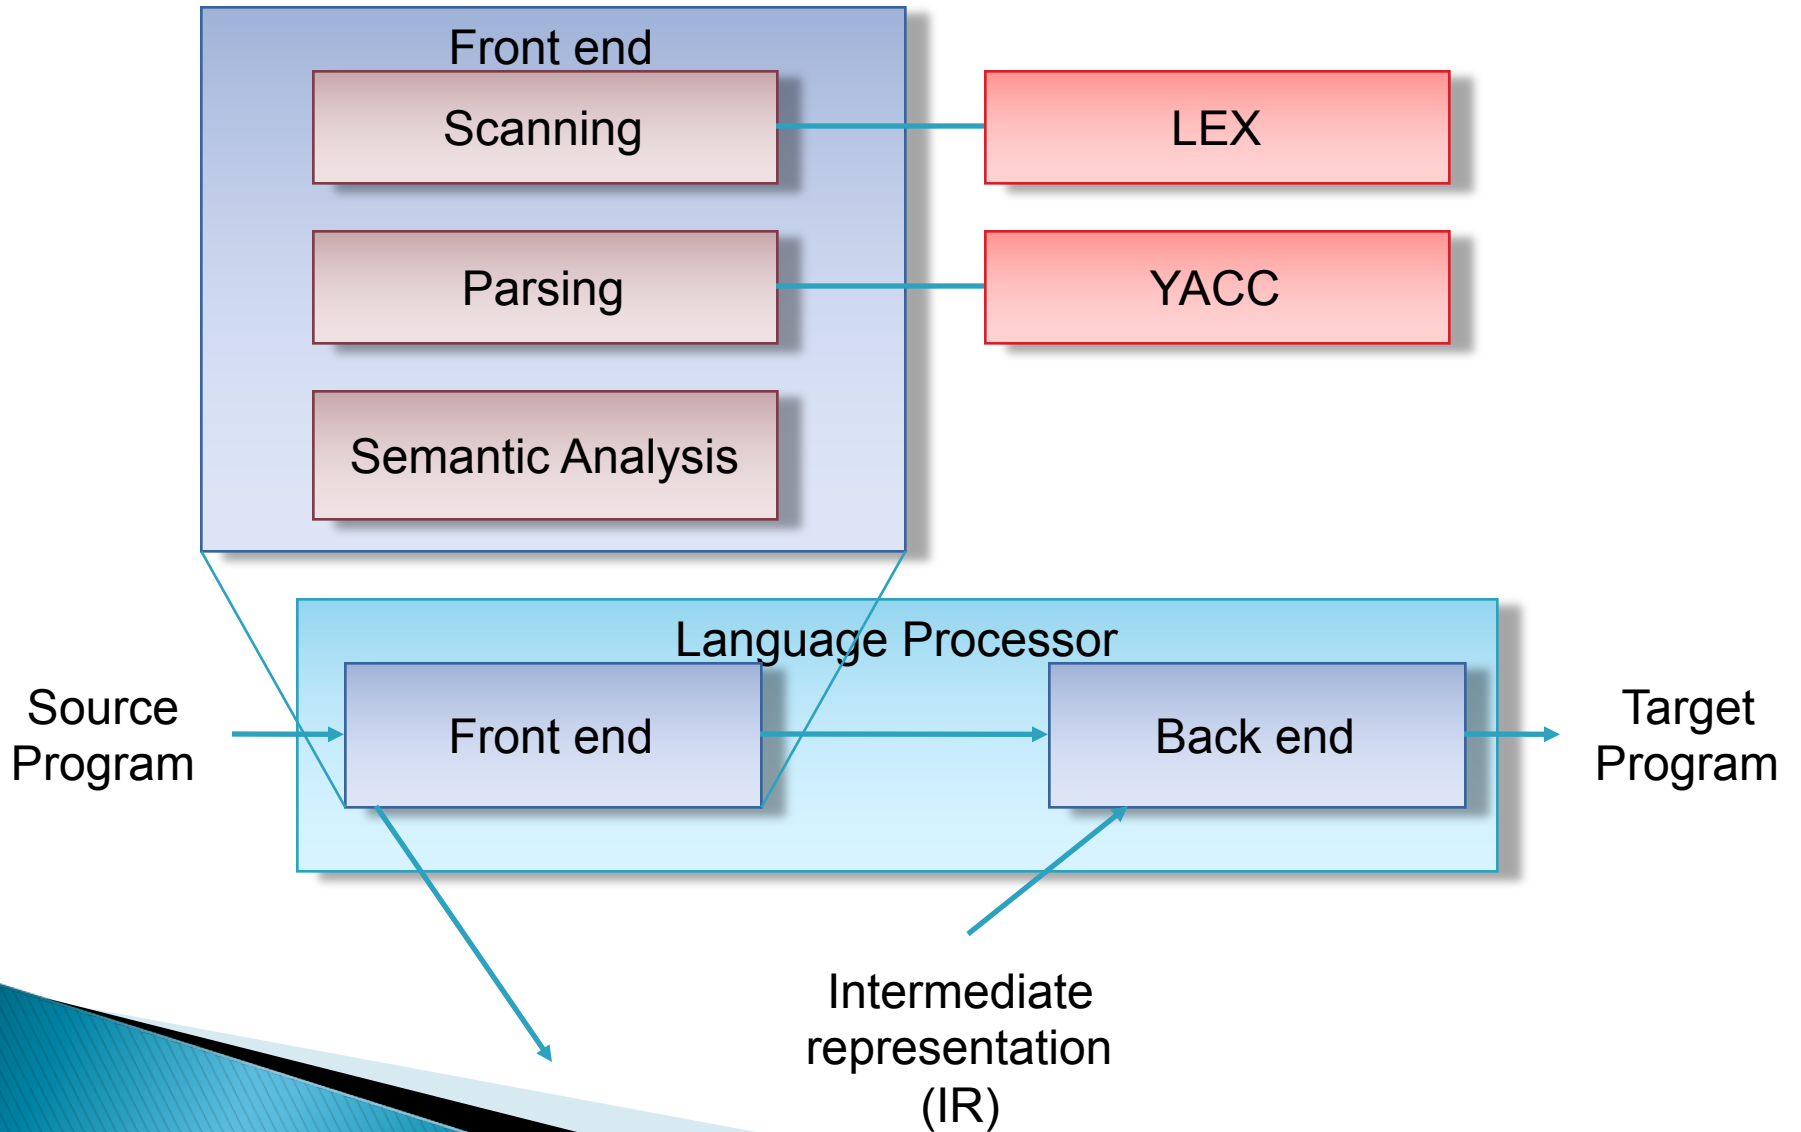 Front end
Scanning
LEX
Parsing
YACC
Semantic Analysis
Language Processor
Source
Program
Front end
Back end
Target
Program
Intermediate
representation
(IR)